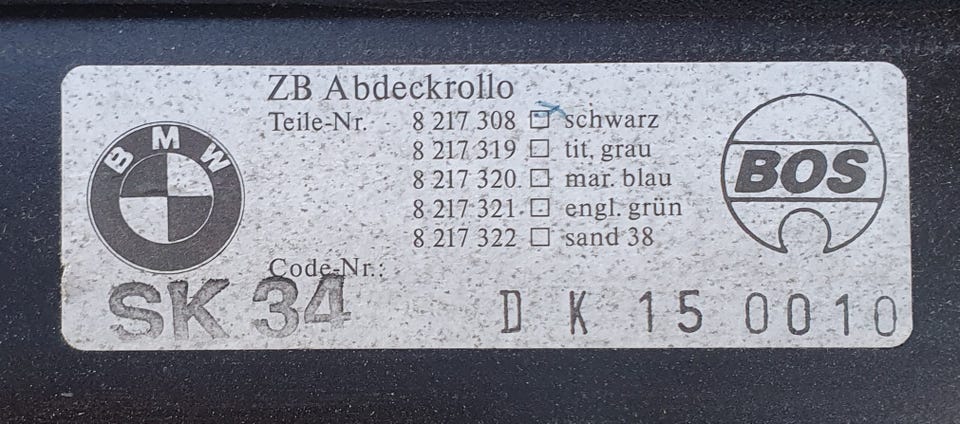 ZB Abdeckrollo
Teile-Nr. 8 217 308 ☐ schwarz
8 217 319 ☐ tit. grau
8 217 320 ☐ mar. blau
8 217 321 ☐ engl. grün
8 217 322 ☐ sand 38
BMW
BOS
Code-Nr.:
SK 34 D K 15 0010